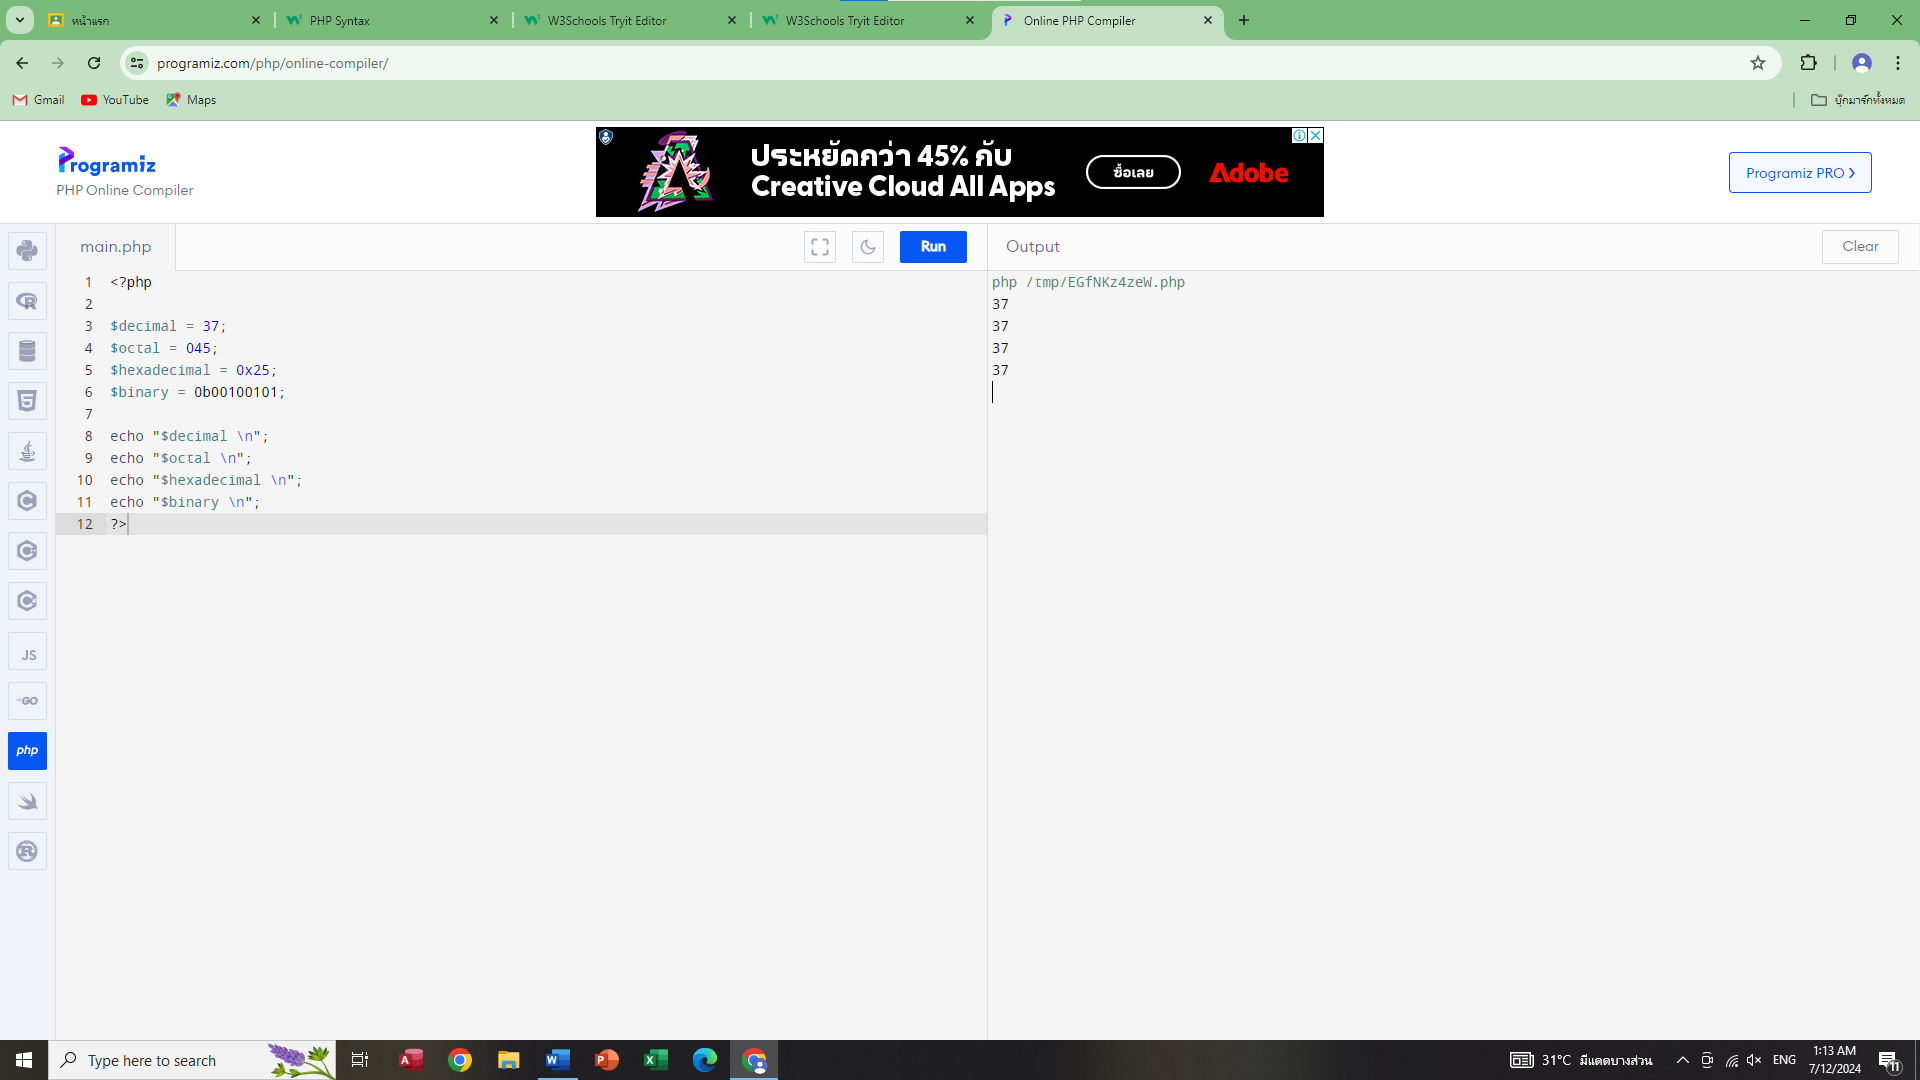 หน้าแรก
PHP Syntax
W3Schools Tryit Editor
W3Schools Tryit Editor
Online PHP Compiler
programiz.com/php/online-compiler/
Gmail
YouTube
Maps
บุ๊กมาร์กทั้งหมด
Programiz
PHP Online Compiler
ประหยัดกว่า 45% กับ
Creative Cloud All Apps
ซื้อเลย
Adobe
Programiz PRO ❯
main.php
Run
Output
Clear
1 <?php
2
3 $decimal = 37;
4 $octal = 045;
5 $hexadecimal = 0x25;
6 $binary = 0b00100101;
7
8 echo "$decimal \n";
9 echo "$octal \n";
10 echo "$hexadecimal \n";
11 echo "$binary \n";
12 ?>
php /tmp/EGfNKz4zeW.php
37
37
37
37
JS
GO
php
Type here to search
31°C มีแดดบางส่วน
ENG
1:13 AM
7/12/2024
11